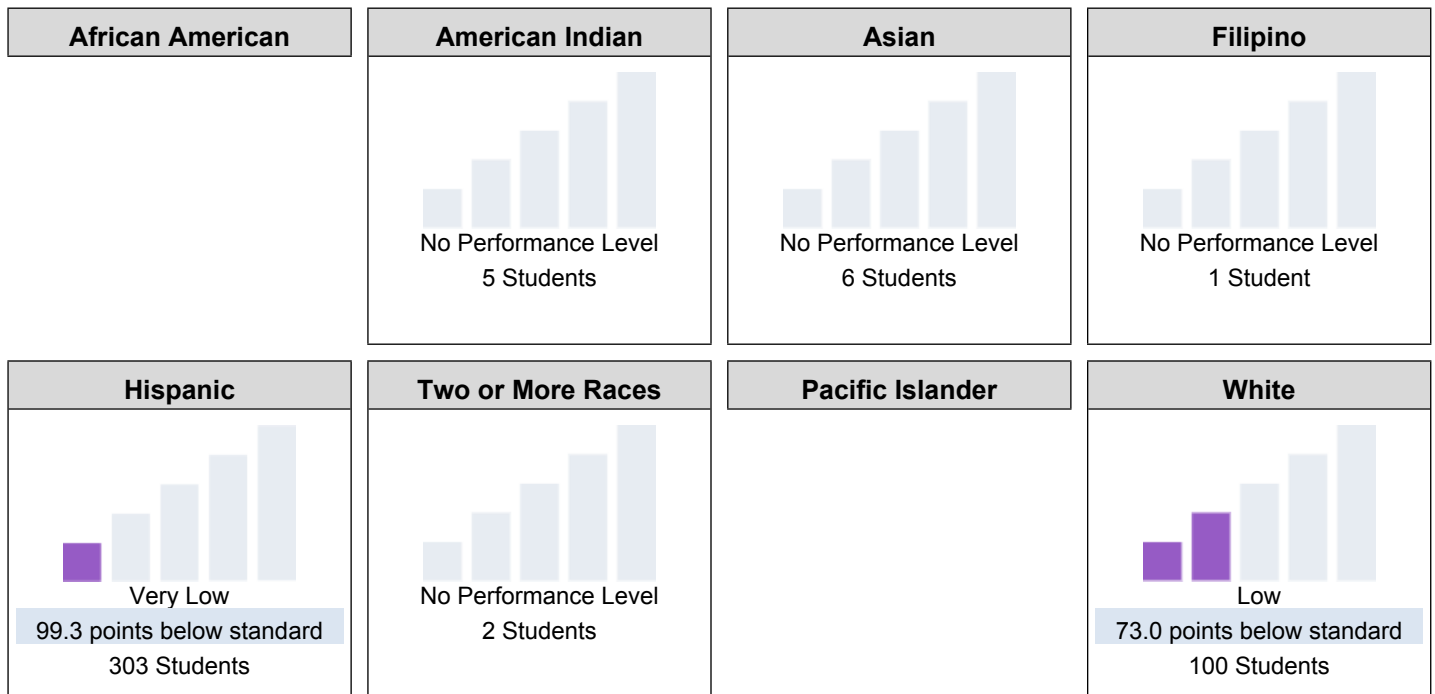 African American
American Indian
Asian
Filipino
No Performance Level
5 Students
No Performance Level
6 Students
No Performance Level
1 Student
Hispanic
Two or More Races
Pacific Islander
White
Very Low
99.3 points below standard
303 Students
No Performance Level
2 Students
Low
73.0 points below standard
100 Students